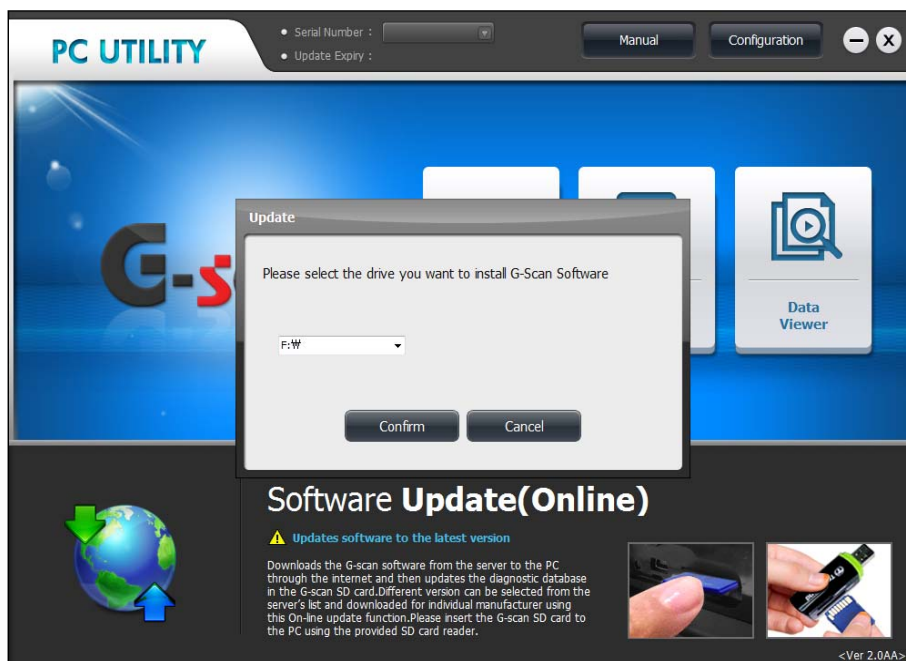 PC UTILITY
Serial Number :
Update Expiry :
Manual
Configuration
G-s
Update
Please select the drive you want to install G-Scan Software
F:₩
Confirm
Cancel
Data
Viewer
Software Update(Online)
Updates software to the latest version
Downloads the G-scan software from the server to the PC
through the internet and then updates the diagnostic database
in the G-scan SD card.Different version can be selected from the
server's list and downloaded for individual manufacturer using
this On-line update function.Please insert the G-scan SD card to
the PC using the provided SD card reader.
<Ver 2.0AA>